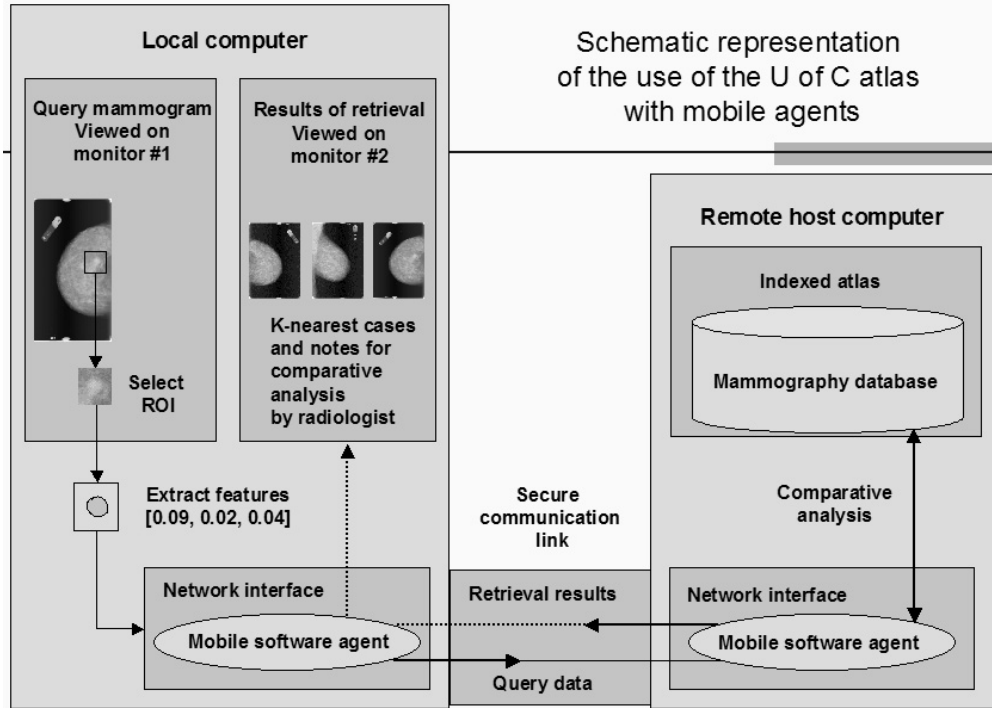 Schematic representation
of the use of the U of C atlas
with mobile agents
Local computer
Query mammogram
Viewed on
monitor #1
Select
ROI
Extract features
[0.09, 0.02, 0.04]
Results of retrieval
Viewed on
monitor #2
K-nearest cases
and notes for
comparative
analysis
by radiologist
Network interface
Mobile software agent
Secure
communication
link
Retrieval results
Query data
Remote host computer
Indexed atlas
Mammography database
Comparative
analysis
Network interface
Mobile software agent